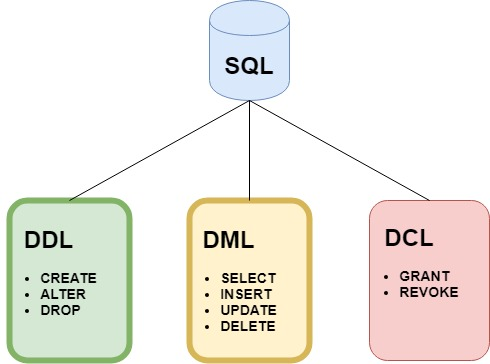 SQL
DDL
• CREATE
• ALTER
• DROP
DML
• SELECT
• INSERT
• UPDATE
• DELETE
DCL
• GRANT
• REVOKE